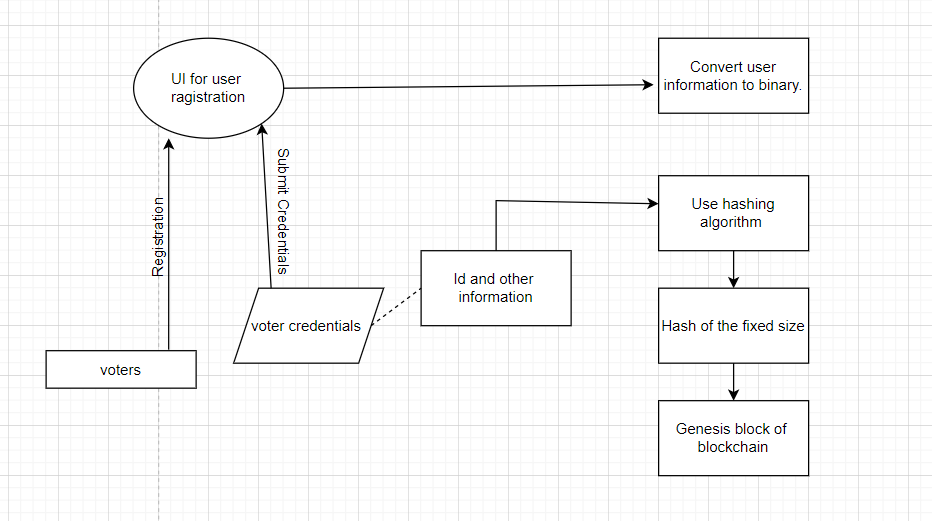 UI for user
ragistration
Convert user
information to binary.
Submit Credentials
Registration
Use hashing
algorithm
Id and other
information
voter credentials
Hash of the fixed size
voters
Genesis block of
blockchain